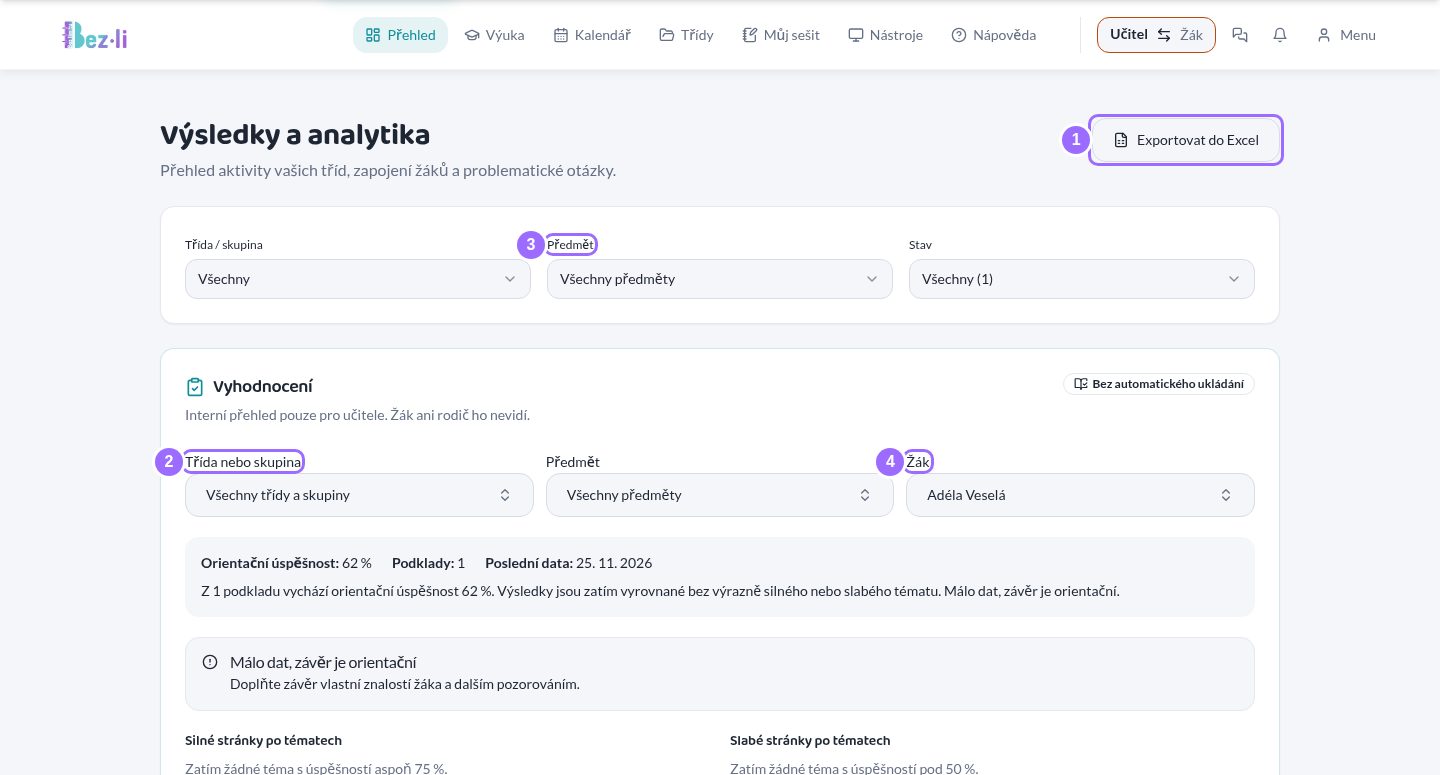 Bez·li
Přehled
Výuka
Kalendář
Třídy
Můj sešit
Nástroje
Nápověda
Učitel
Žák
Menu
Výsledky a analytika
Přehled aktivity vašich tříd, zapojení žáků a problematické otázky.
1
Exportovat do Excel
Třída / skupina
3
Předmět
Stav
Všechny
Všechny předměty
Všechny (1)
Vyhodnocení
Bez automatického ukládání
Interní přehled pouze pro učitele. Žák ani rodič ho nevidí.
2
Třída nebo skupina
Předmět
4
Žák
Všechny třídy a skupiny
Všechny předměty
Adéla Veselá
Orientační úspěšnost: 62 % Podklady: 1 Poslední data: 25. 11. 2026
Z 1 podkladu vychází orientační úspěšnost 62 %. Výsledky jsou zatím vyrovnané bez výrazně silného nebo slabého tématu. Málo dat, závěr je orientační.
Málo dat, závěr je orientační
Doplňte závěr vlastní znalostí žáka a dalším pozorováním.
Silné stránky po tématech
Slabé stránky po tématech
Zatím žádné téma s úspěšností aspoň 75 %.
Zatím žádné téma s úspěšností pod 50 %.